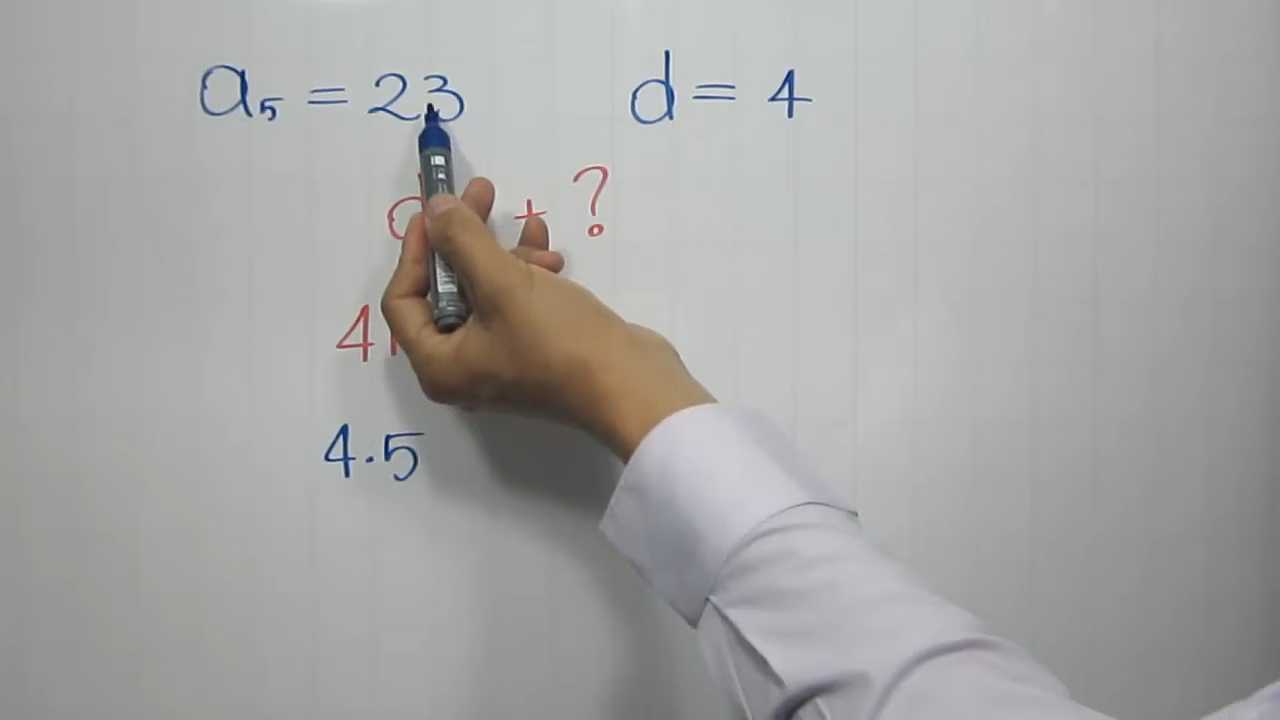 a₅ = 23 d = 4
+ ?
4
4.5